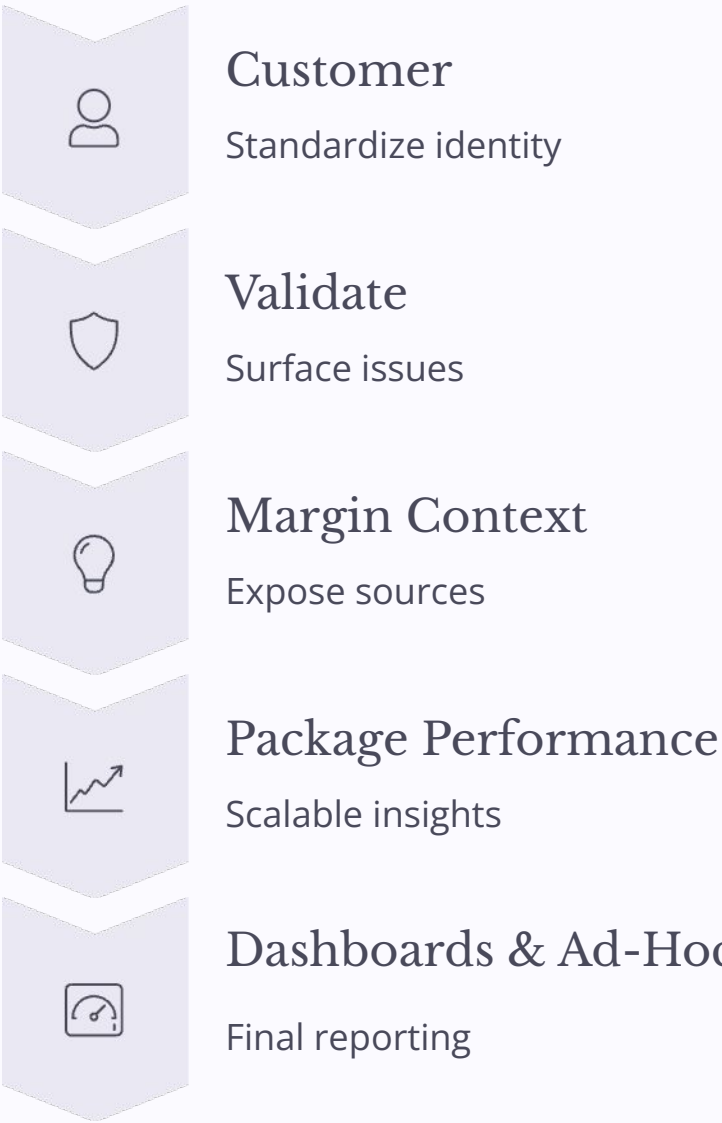 Customer
Standardize identity
Validate
Surface issues
Margin Context
Expose sources
Package Performance
Scalable insights
Dashboards & Ad-Hoc
Final reporting